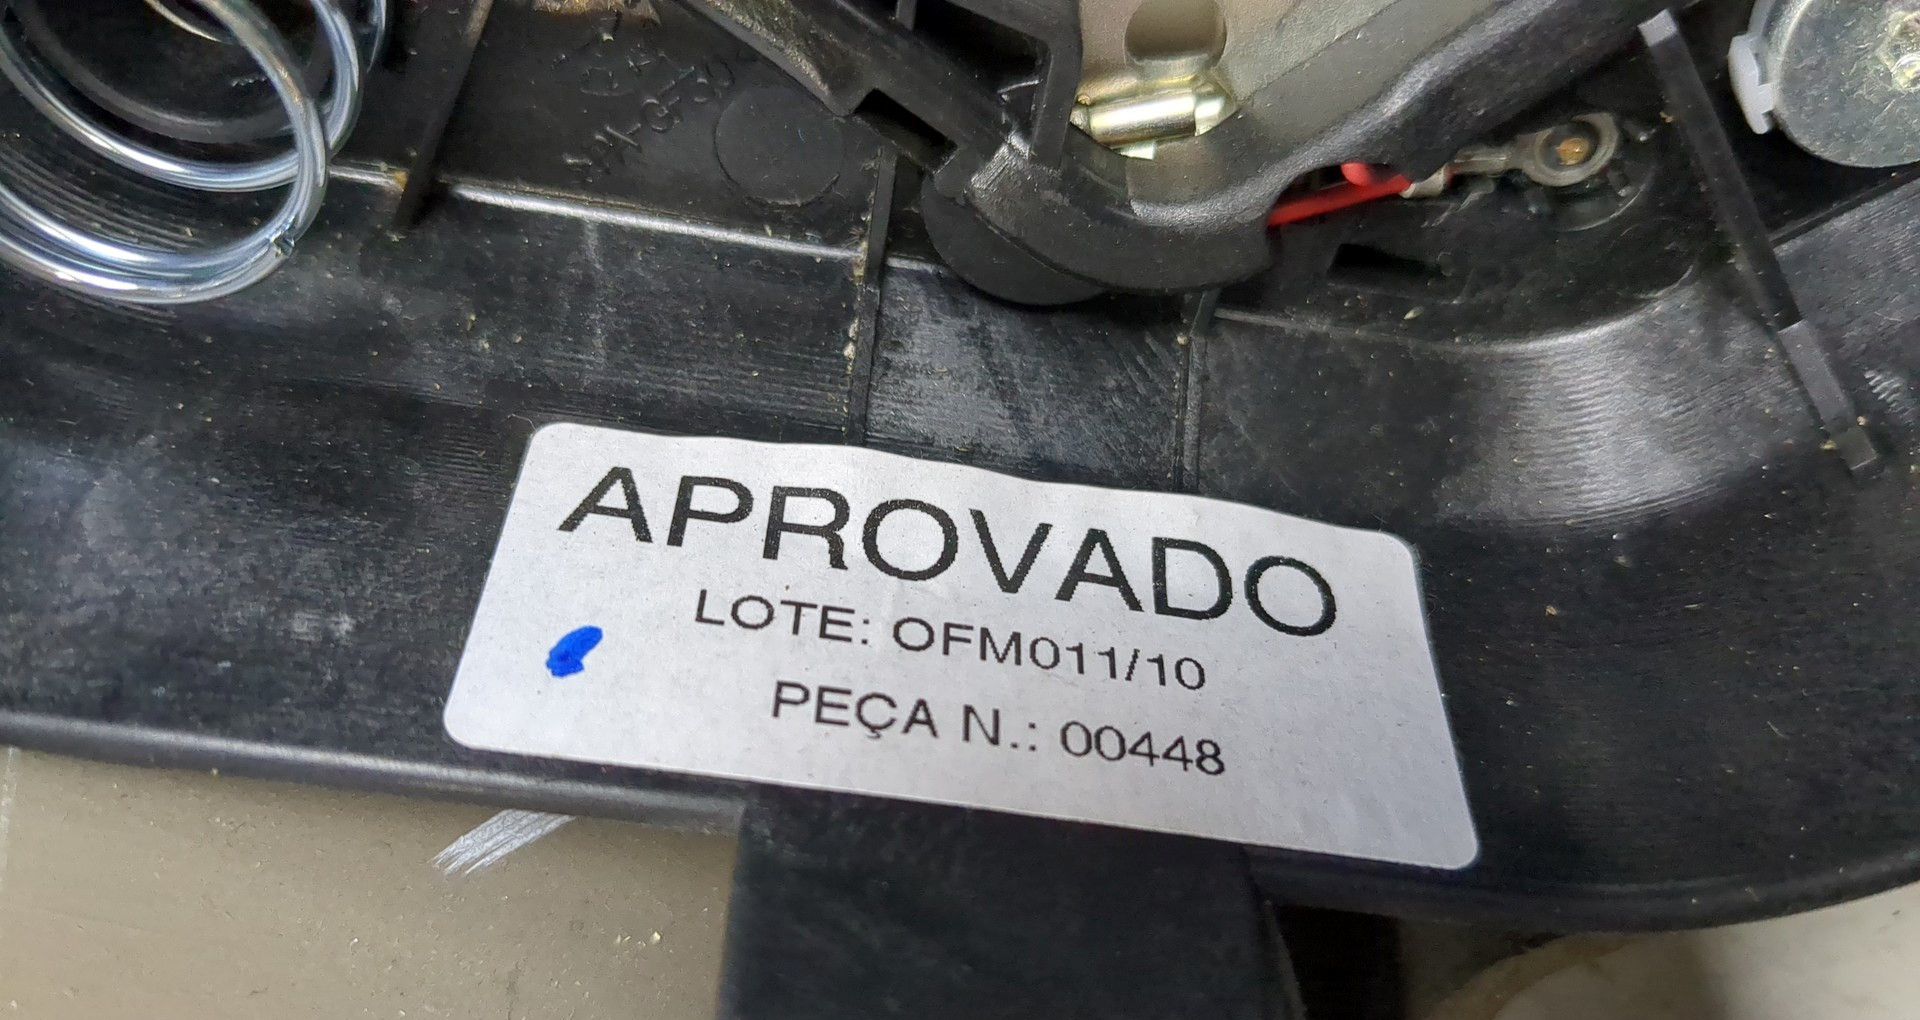 APROVADO
LOTE: OFM011/10
PEÇA N.: 00448